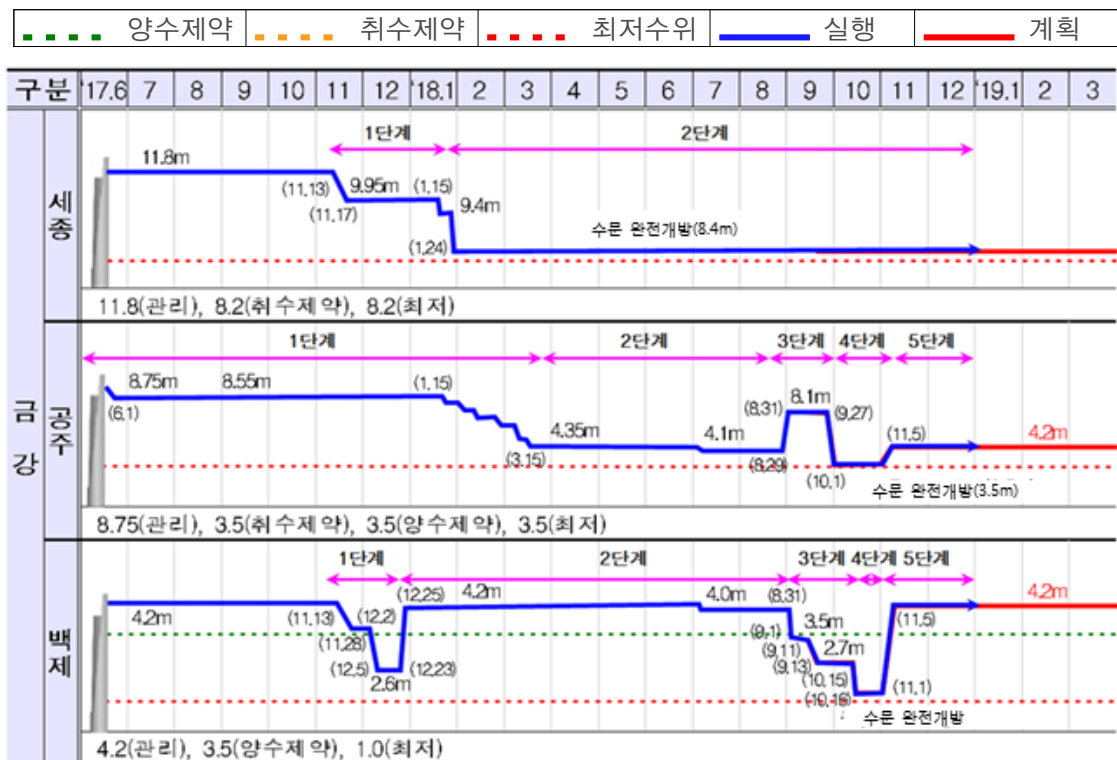 양수제약 취수제약 최저수위 실행 계획
구분 '17.6 7 8 9 10 11 12 '18.1 2 3 4 5 6 7 8 9 10 11 12 '19.1 2 3
금강
세종
1단계 2단계
11.8m
(11.13) 9.95m (1.15)
(11.17) 9.4m
(1.24) 수문 완전개방(8.4m)
11.8(관리), 8.2(취수제약), 8.2(최저)
공주
1단계 2단계 3단계 4단계 5단계
8.75m 8.55m (1.15) 8.1m
(6.1) (8.31) (9.27)
4.35m 4.1m (11.5) 4.2m
(3.15) (8.29)
(10.1) 수문 완전개방(3.5m)
8.75(관리), 3.5(취수제약), 3.5(양수제약), 3.5(최저)
백제
1단계 2단계 3단계 4단계 5단계
(12.25) 4.2m 4.0m (8.31) 4.2m
4.2m (11.13) (12.2) 3.5m (11.5)
(11.28) (9.1)
(9.11) 2.7m
(12.5) (12.23) (9.13)
2.6m (10.15) (11.1)
(10.16)
수문 완전개방
4.2(관리), 3.5(양수제약), 1.0(최저)